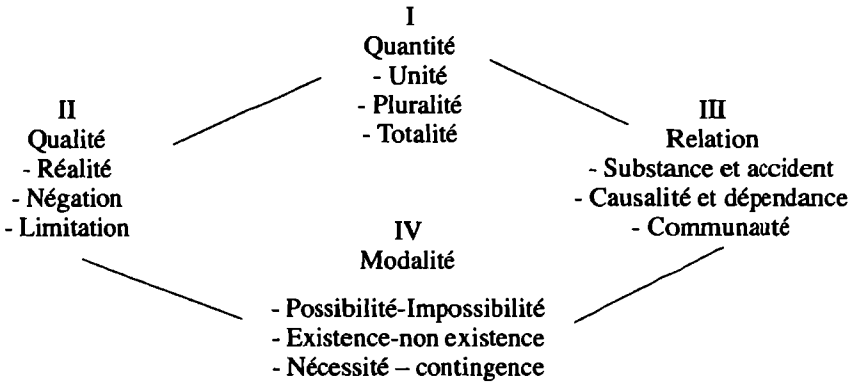 I
Quantité
- Unité
- Pluralité
- Totalité
II
Qualité
- Réalité
- Négation
- Limitation
III
Relation
- Substance et accident
- Causalité et dépendance
- Communauté
IV
Modalité
- Possibilité-Impossibilité
- Existence-non existence
- Nécessité – contingence